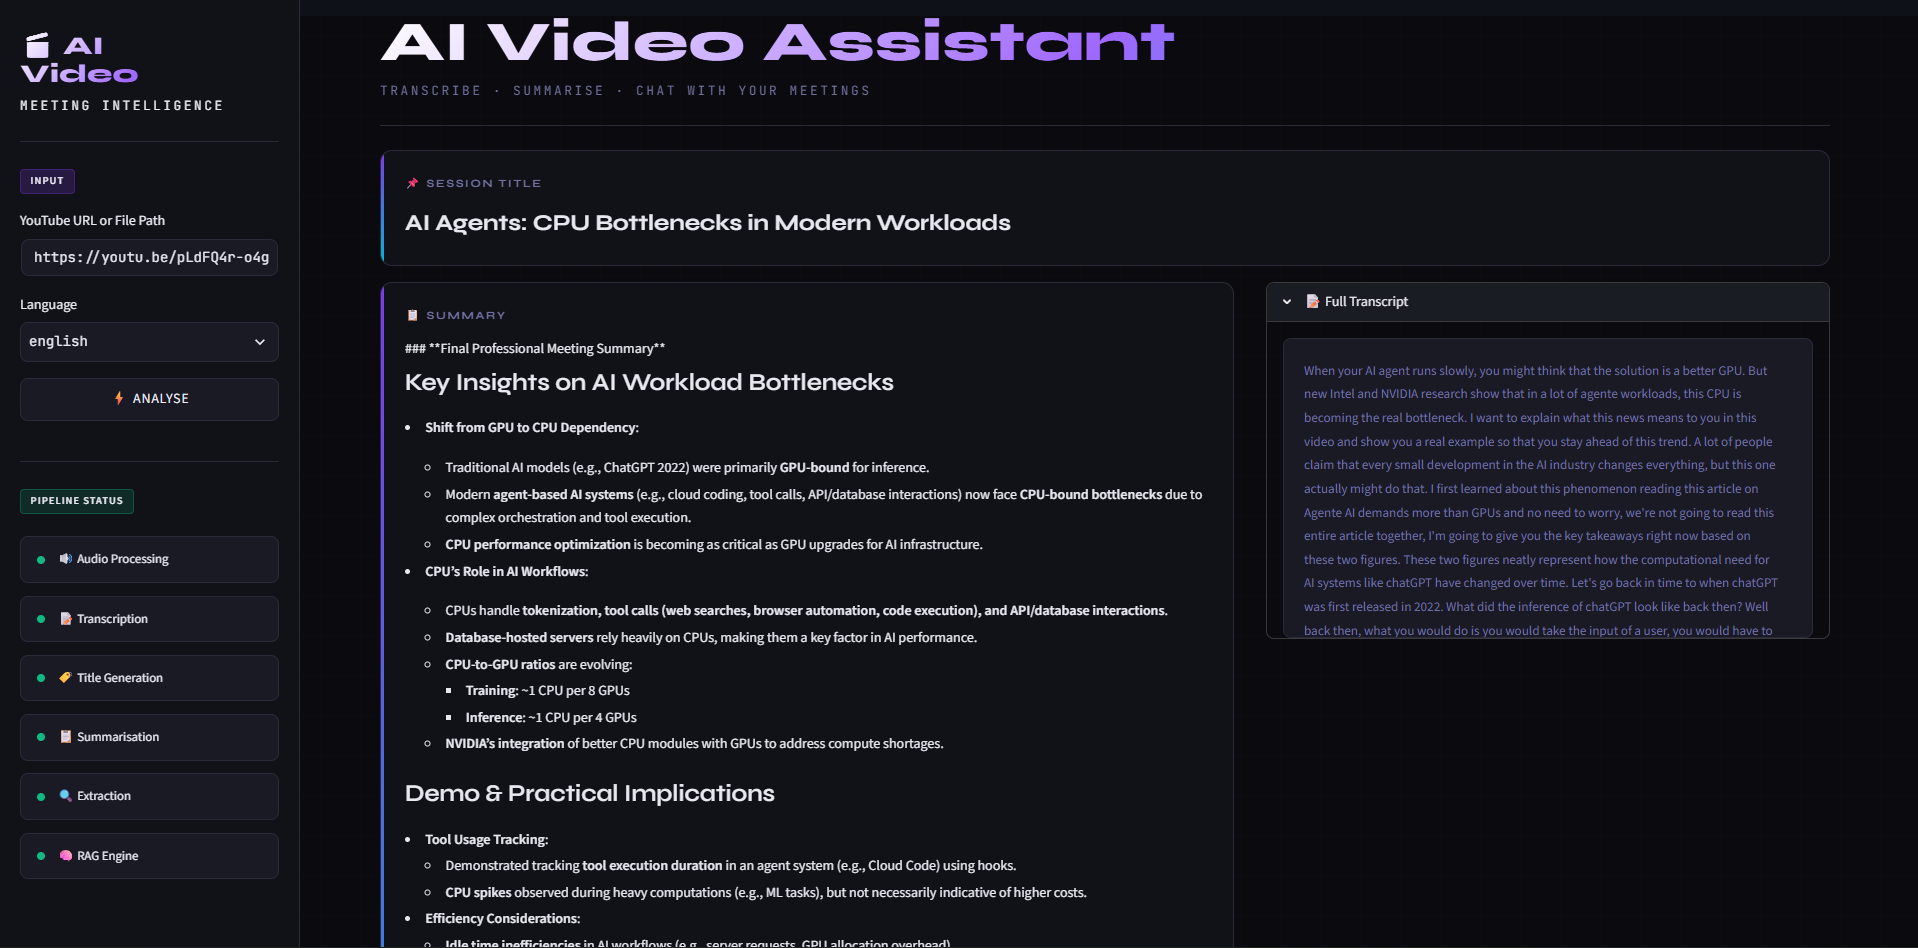 AI
Video
MEETING INTELLIGENCE
INPUT
YouTube URL or File Path
https://youtu.be/pLdFQ4r-o4g
Language
english
ANALYSE
PIPELINE STATUS
Audio Processing
Transcription
Title Generation
Summarisation
Extraction
RAG Engine
AI Video Assistant
TRANSCRIBE · SUMMARISE · CHAT WITH YOUR MEETINGS
SESSION TITLE
AI Agents: CPU Bottlenecks in Modern Workloads
SUMMARY
### **Final Professional Meeting Summary**
Key Insights on AI Workload Bottlenecks
Shift from GPU to CPU Dependency:
Traditional AI models (e.g., ChatGPT 2022) were primarily GPU-bound for inference.
Modern agent-based AI systems (e.g., cloud coding, tool calls, API/database interactions) now face CPU-bound bottlenecks due to
complex orchestration and tool execution.
CPU performance optimization is becoming as critical as GPU upgrades for AI infrastructure.
CPU's Role in AI Workflows:
CPUs handle tokenization, tool calls (web searches, browser automation, code execution), and API/database interactions.
Database-hosted servers rely heavily on CPUs, making them a key factor in AI performance.
CPU-to-GPU ratios are evolving:
Training: ~1 CPU per 8 GPUs
Inference: ~1 CPU per 4 GPUs
NVIDIA's integration of better CPU modules with GPUs to address compute shortages.
Demo & Practical Implications
Tool Usage Tracking:
Demonstrated tracking tool execution duration in an agent system (e.g., Cloud Code) using hooks.
CPU spikes observed during heavy computations (e.g., ML tasks), but not necessarily indicative of higher costs.
Efficiency Considerations:
Idle time inefficiencies in AI workflows (e.g., server requests, GPU allocation overhead)
Full Transcript
When your AI agent runs slowly, you might think that the solution is a better GPU. But
new Intel and NVIDIA research show that in a lot of agente workloads, this CPU is
becoming the real bottleneck. I want to explain what this news means to you in this
video and show you a real example so that you stay ahead of this trend. A lot of people
claim that every small development in the AI industry changes everything, but this one
actually might do that. I first learned about this phenomenon reading this article on
Agente AI demands more than GPUs and no need to worry, we're not going to read this
entire article together, I'm going to give you the key takeaways right now based on
these two figures. These two figures neatly represent how the computational need for
AI systems like chatGPT have changed over time. Let's go back in time to when chatGPT
was first released in 2022. What did the inference of chatGPT look like back then? Well
back then, what you would do is you would take the input of a user, you would have to